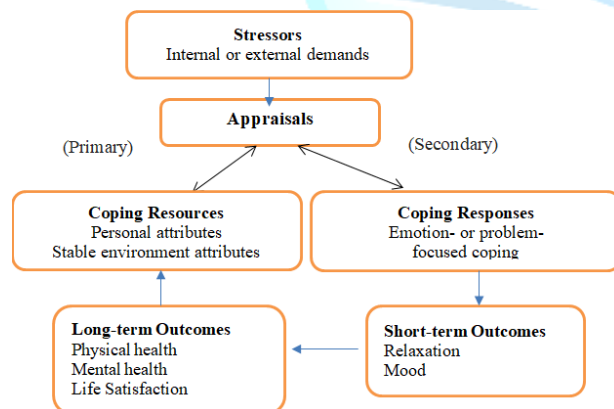 Stressors
Internal or external demands
Appraisals
(Primary)
(Secondary)
Coping Resources
Personal attributes
Stable environment attributes
Coping Responses
Emotion- or problem-
focused coping
Long-term Outcomes
Physical health
Mental health
Life Satisfaction
Short-term Outcomes
Relaxation
Mood